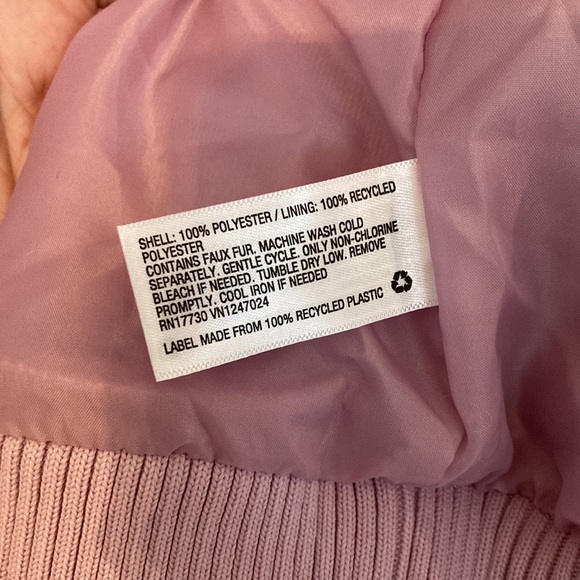 SHELL: 100% POLYESTER / LINING: 100% RECYCLED
POLYESTER
CONTAINS FAUX FUR. MACHINE WASH COLD
SEPARATELY. GENTLE CYCLE. ONLY NON-CHLORINE
BLEACH IF NEEDED. TUMBLE DRY LOW. REMOVE
PROMPTLY. COOL IRON IF NEEDED
RN17730 VN1247024
LABEL MADE FROM 100% RECYCLED PLASTIC